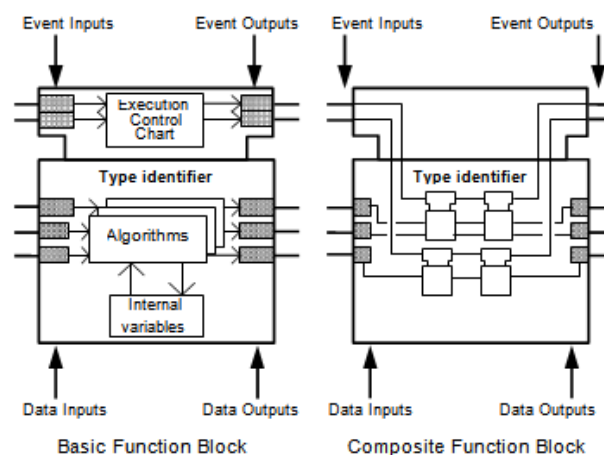 Event Inputs
Event Outputs
Event Inputs
Event Outputs
Execution
Control
Chart
Type identifier
Type identifier
Algorithms
Internal
variables
Data Inputs
Data Outputs
Data Inputs
Data Outputs
Basic Function Block
Composite Function Block